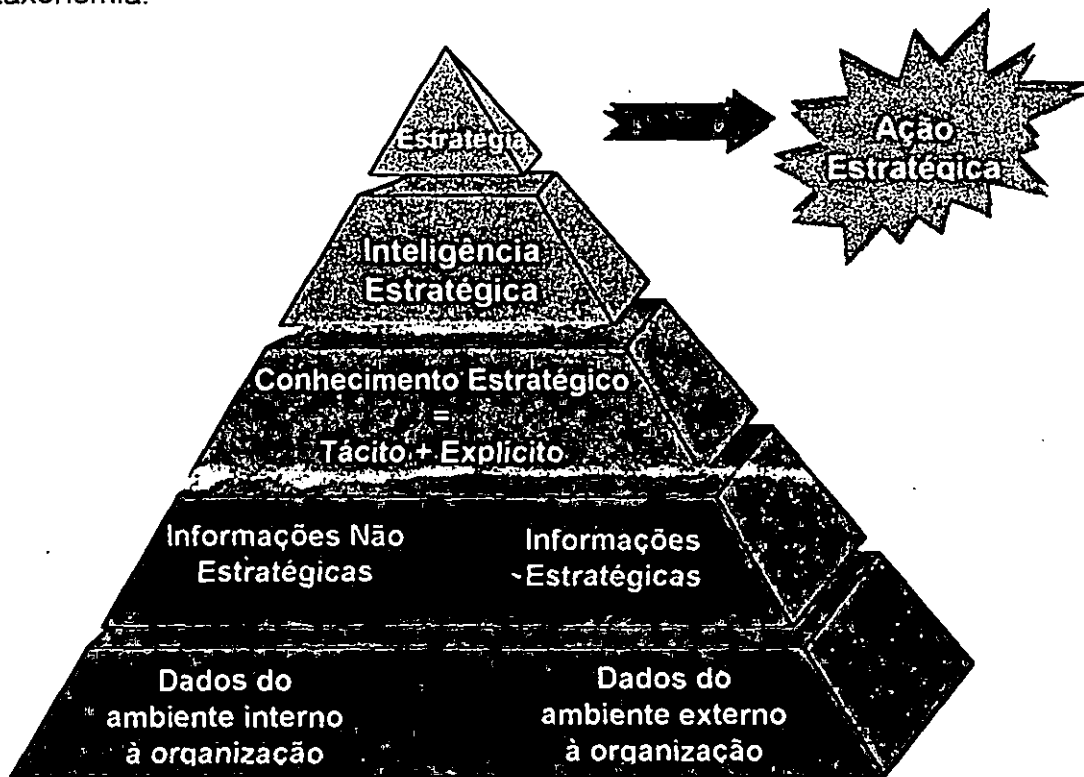 taxonomia.
Estratégia
Ação
Estratégica
Inteligência
Estratégica
Conhecimento Estratégico
=
Tácito + Explícito
Informações Não
Estratégicas
Informações
Estratégicas
Dados do
ambiente interno
à organização
Dados do
ambiente externo
à organização